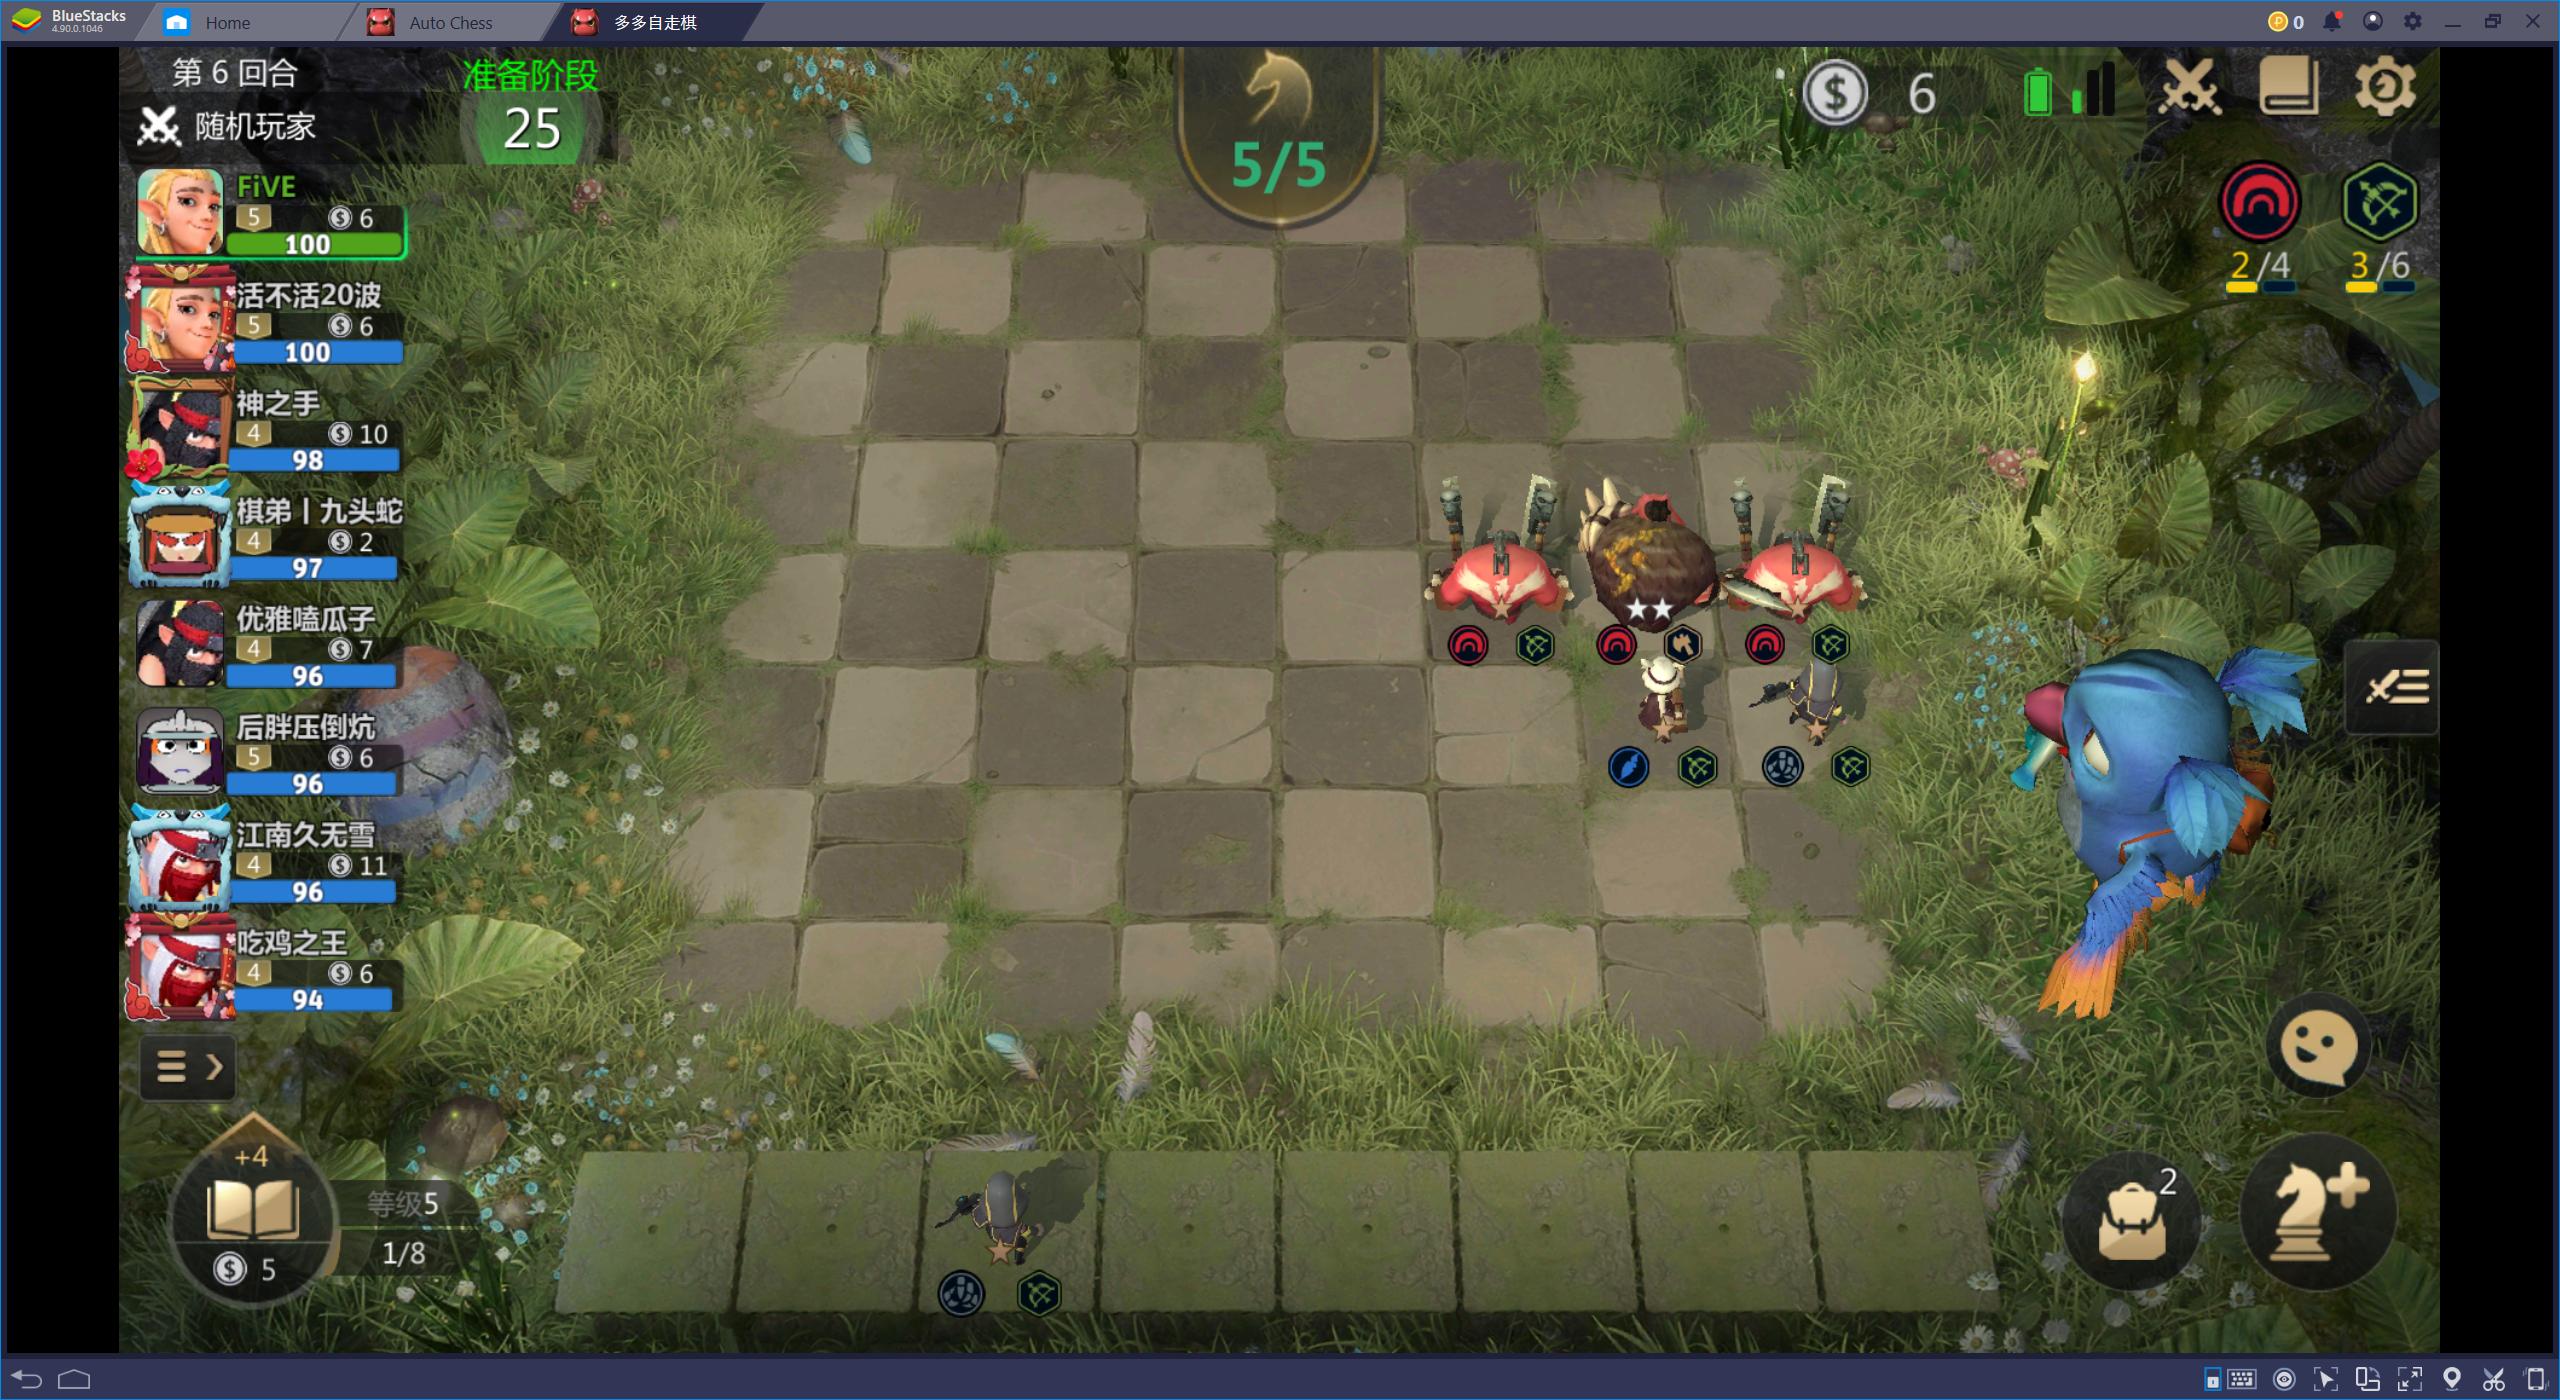 BlueStacks
4.90.0.1046
Home
Auto Chess
多多自走棋
0
第 6 回合
准备阶段
随机玩家
25
5/5
6
2/4
3/6
FiVE
5
6
100
活不活20波
5
6
100
神之手
4
10
98
棋弟丨九头蛇
4
2
97
优雅嗑瓜子
4
7
96
后胖压倒炕
5
6
96
江南久无雪
4
11
96
吃鸡之王
4
6
94
+4
等级5
1/8
5
2